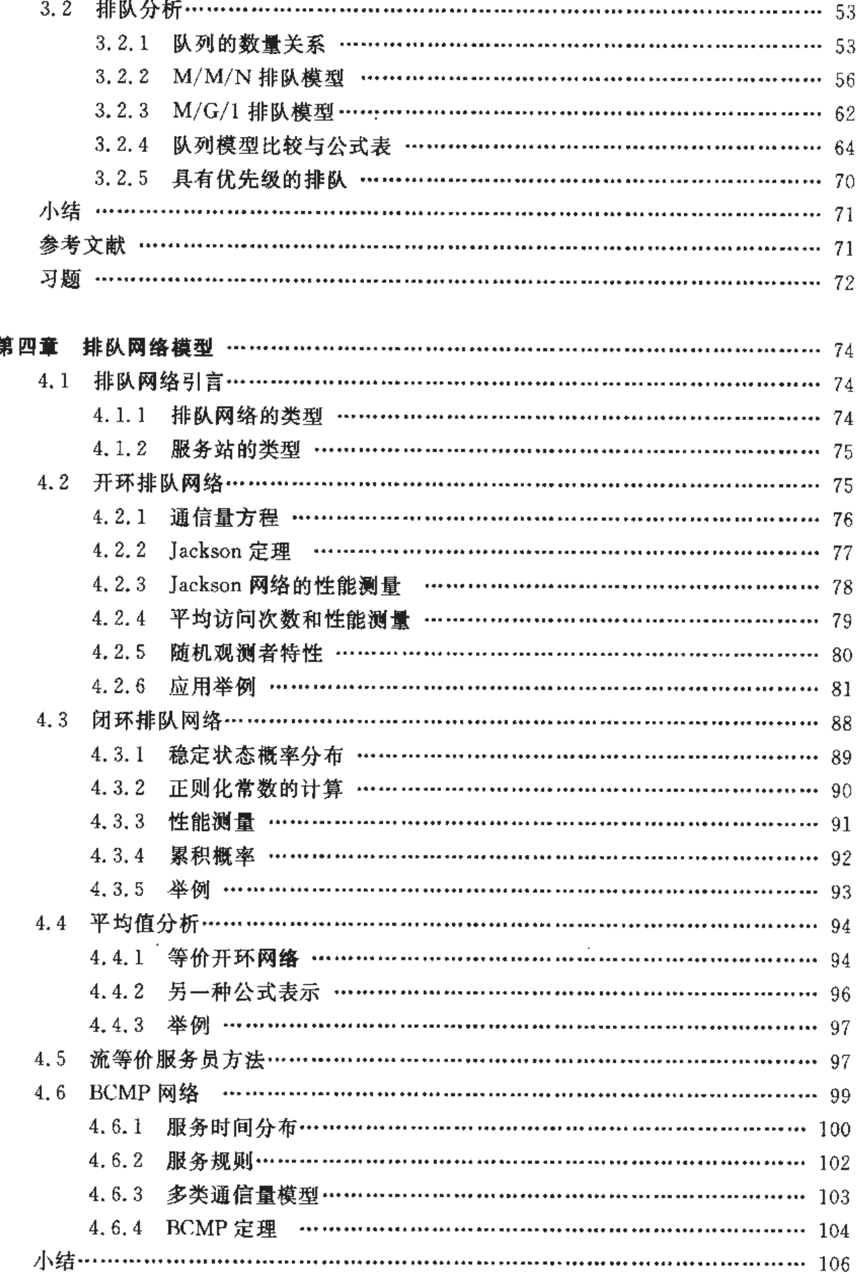 3.2 排队分析 …… 53
3.2.1 队列的数量关系 …… 53
3.2.2 M/M/N 排队模型 …… 56
3.2.3 M/G/1 排队模型 …… 62
3.2.4 队列模型比较与公式表 …… 64
3.2.5 具有优先级的排队 …… 70
小结 …… 71
参考文献 …… 71
习题 …… 72
第四章 排队网络模型 …… 74
4.1 排队网络引言 …… 74
4.1.1 排队网络的类型 …… 74
4.1.2 服务站的类型 …… 75
4.2 开环排队网络 …… 75
4.2.1 通信量方程 …… 76
4.2.2 Jackson 定理 …… 77
4.2.3 Jackson 网络的性能测量 …… 78
4.2.4 平均访问次数和性能测量 …… 79
4.2.5 随机观测者特性 …… 80
4.2.6 应用举例 …… 81
4.3 闭环排队网络 …… 88
4.3.1 稳定状态概率分布 …… 89
4.3.2 正则化常数的计算 …… 90
4.3.3 性能测量 …… 91
4.3.4 累积概率 …… 92
4.3.5 举例 …… 93
4.4 平均值分析 …… 94
4.4.1 等价开环网络 …… 94
4.4.2 另一种公式表示 …… 96
4.4.3 举例 …… 97
4.5 流等价服务员方法 …… 97
4.6 BCMP 网络 …… 99
4.6.1 服务时间分布 …… 100
4.6.2 服务规则 …… 102
4.6.3 多类通信量模型 …… 103
4.6.4 BCMP 定理 …… 104
小结 …… 106